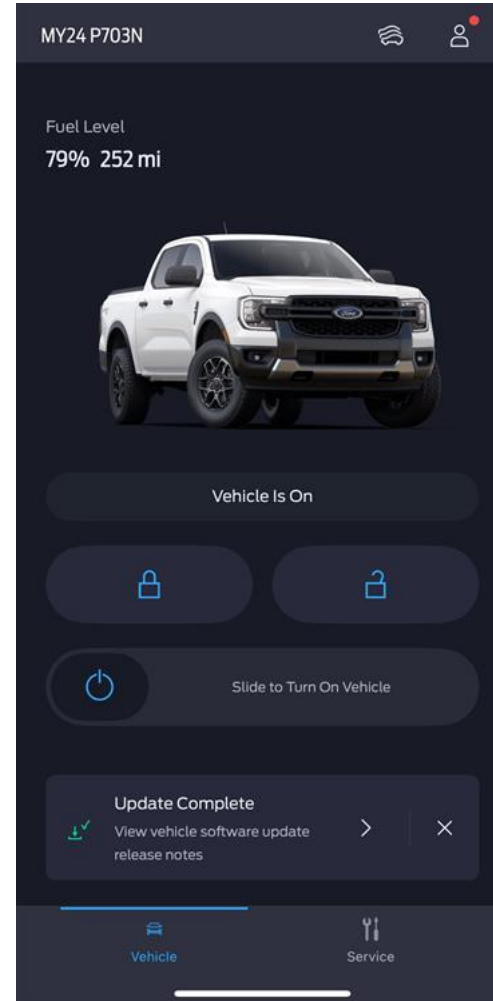 MY24 P703N
Fuel Level
79% 252 mi
Ford
Vehicle Is On
Slide to Turn On Vehicle
Update Complete
View vehicle software update
release notes
Vehicle
Service